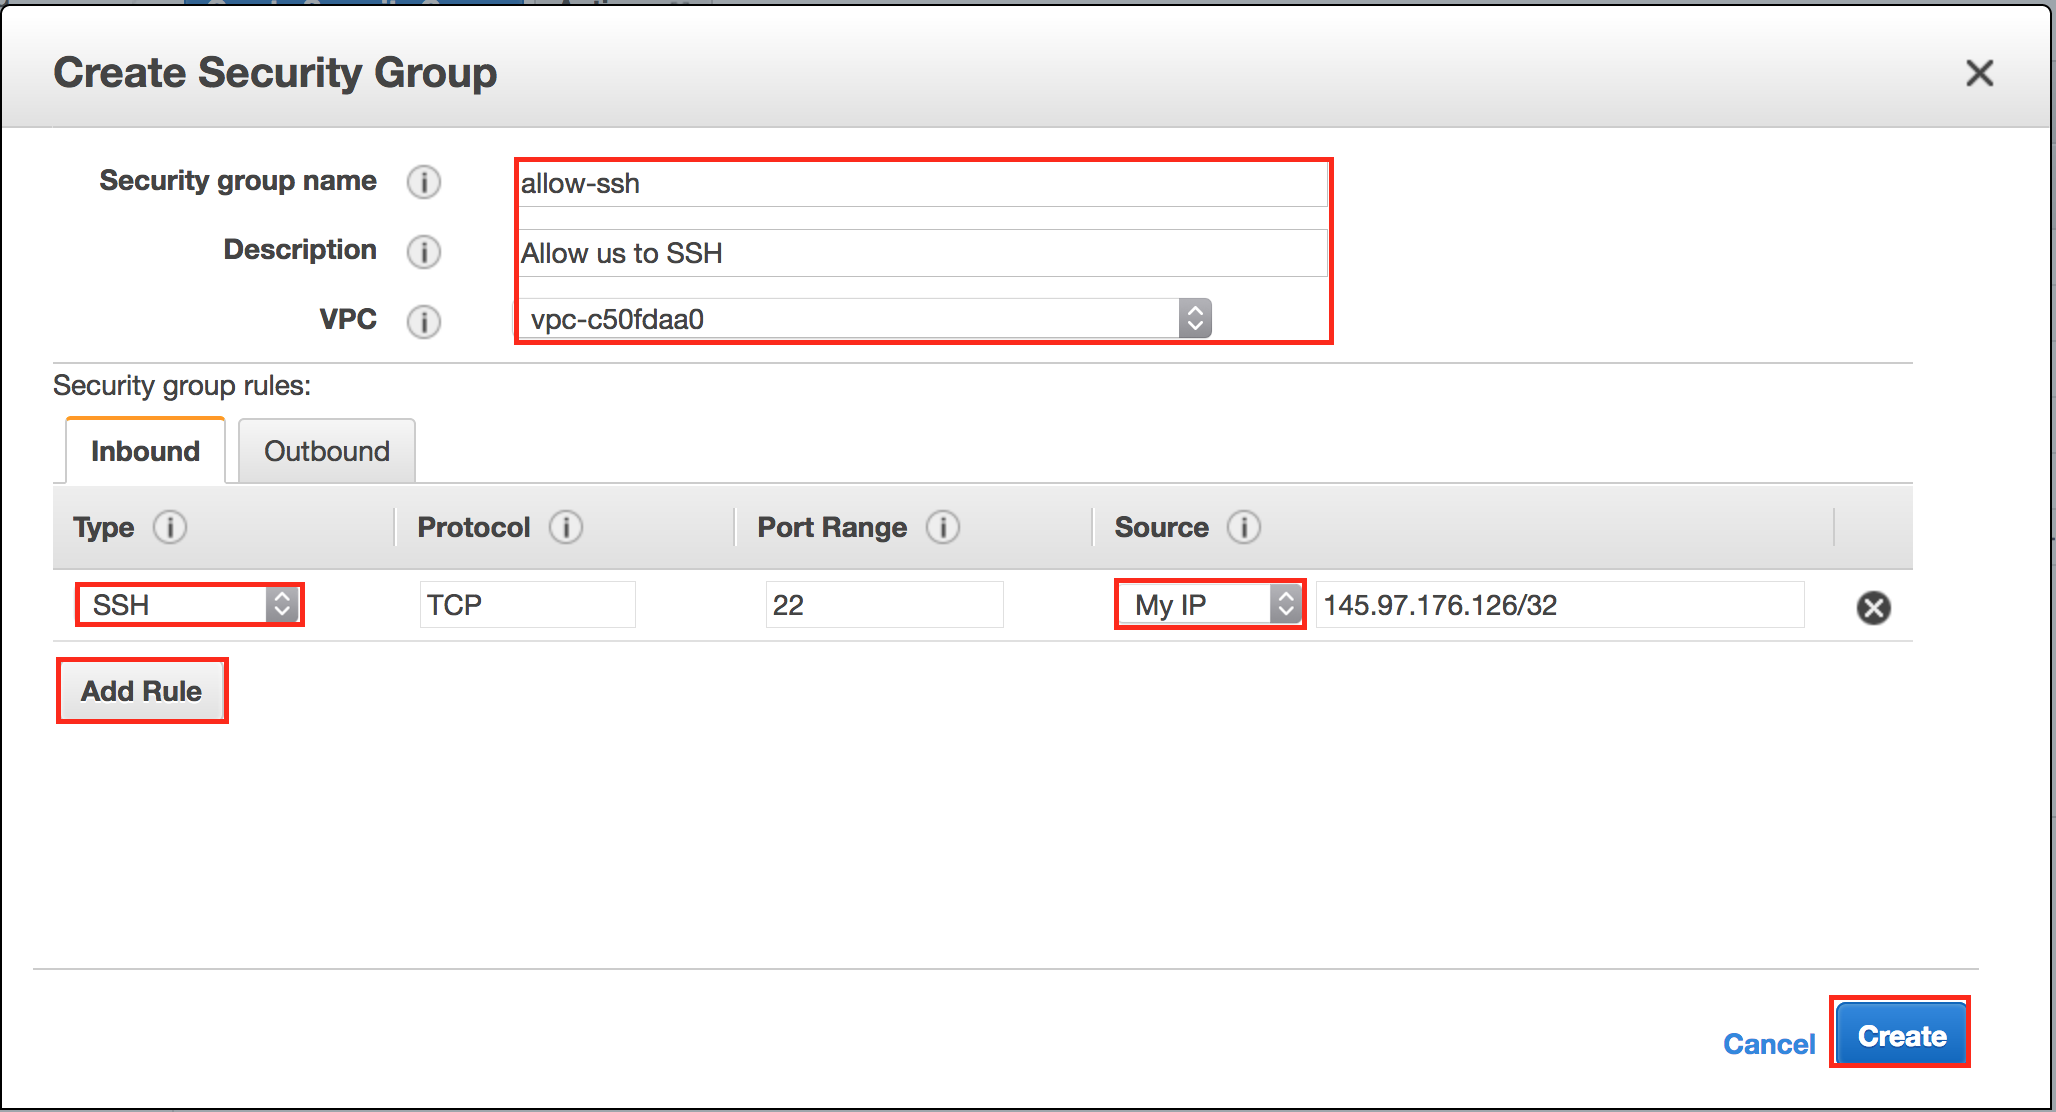 Create Security Group
Security group name allow-ssh
Description Allow us to SSH
VPC vpc-c50fdaa0
Security group rules:
Inbound Outbound
Type Protocol Port Range Source
SSH TCP 22 My IP 145.97.176.126/32
Add Rule
Cancel Create